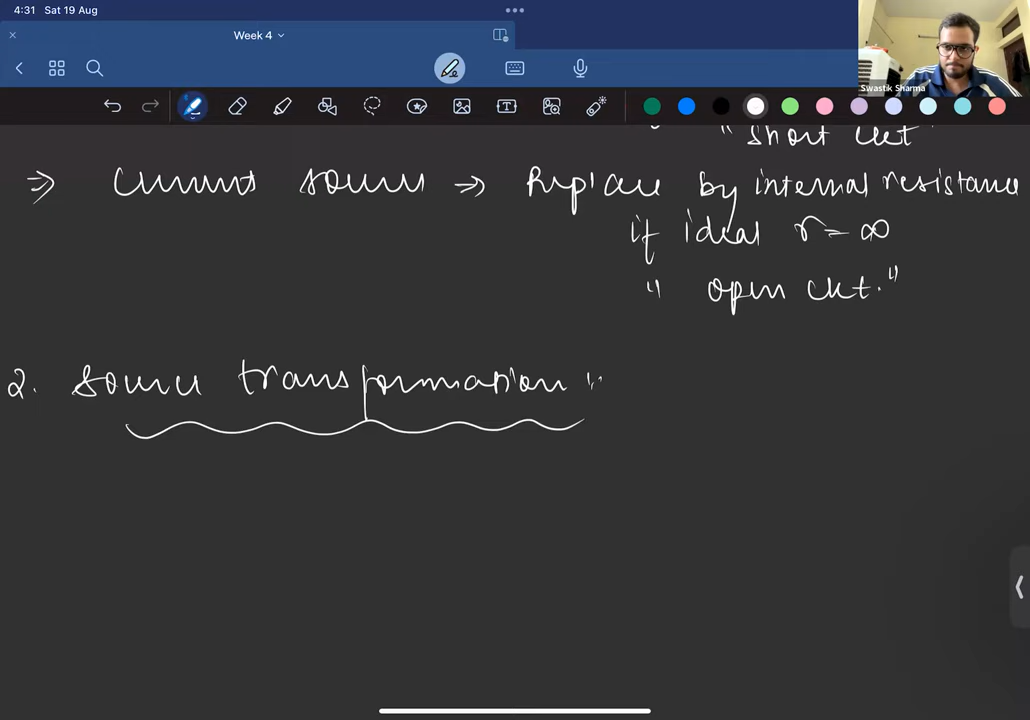 4:31 Sat 19 Aug
Week 4
Swastik Sharma
"Short ckt"
⇒ Current source ⇒ Replace by internal resistance
if ideal r = ∞
" open ckt."
2. Source transformation :-